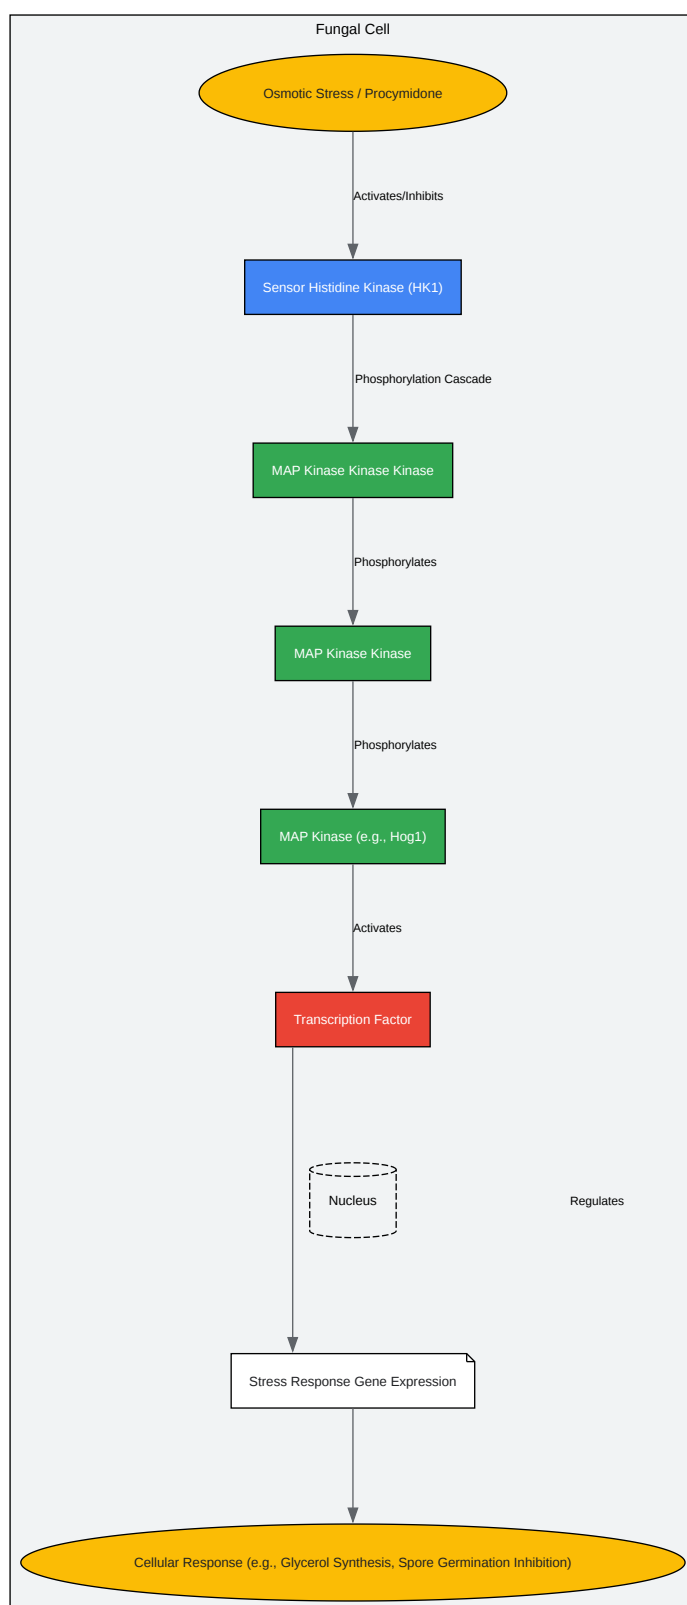 Fungal Cell
Osmotic Stress / Procymidone
Activates/Inhibits
Sensor Histidine Kinase (HK1)
Phosphorylation Cascade
MAP Kinase Kinase Kinase
Phosphorylates
MAP Kinase Kinase
Phosphorylates
MAP Kinase (e.g., Hog1)
Activates
Transcription Factor
Nucleus
Regulates
Stress Response Gene Expression
Cellular Response (e.g., Glycerol Synthesis, Spore Germination Inhibition)